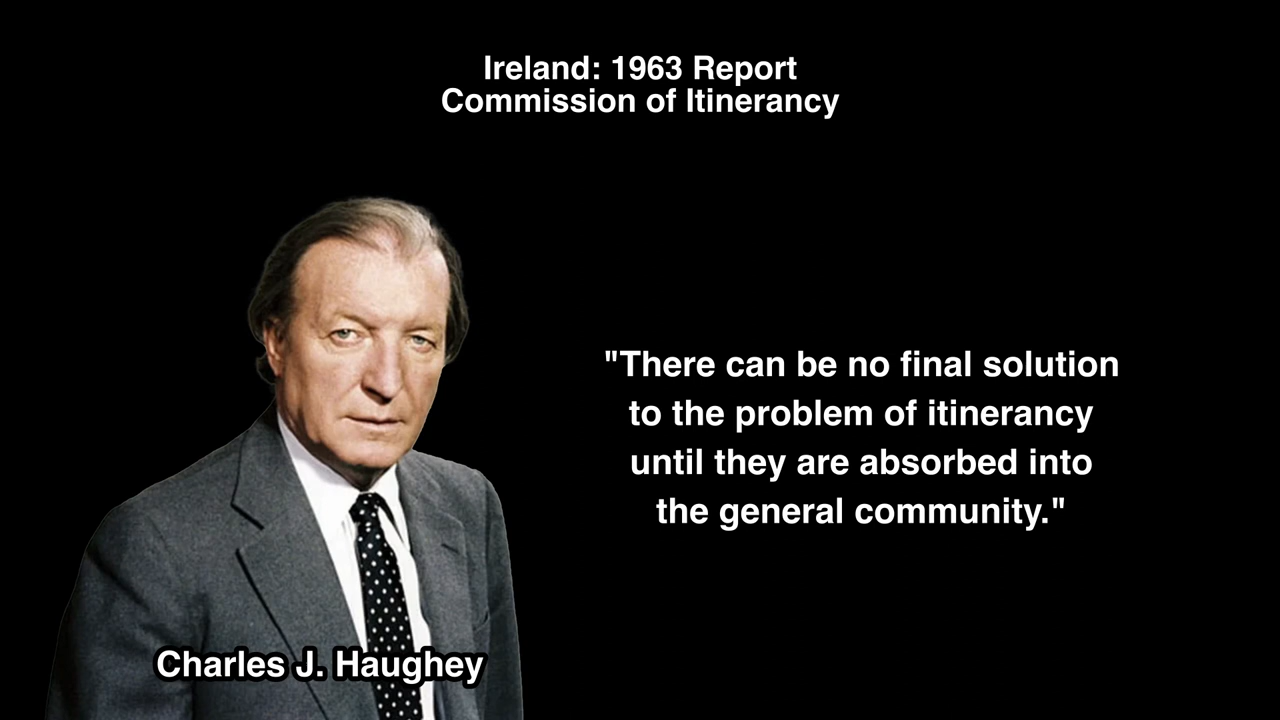 Ireland: 1963 Report
Commission of Itinerancy
"There can be no final solution
to the problem of itinerancy
until they are absorbed into
the general community."
Charles J. Haughey